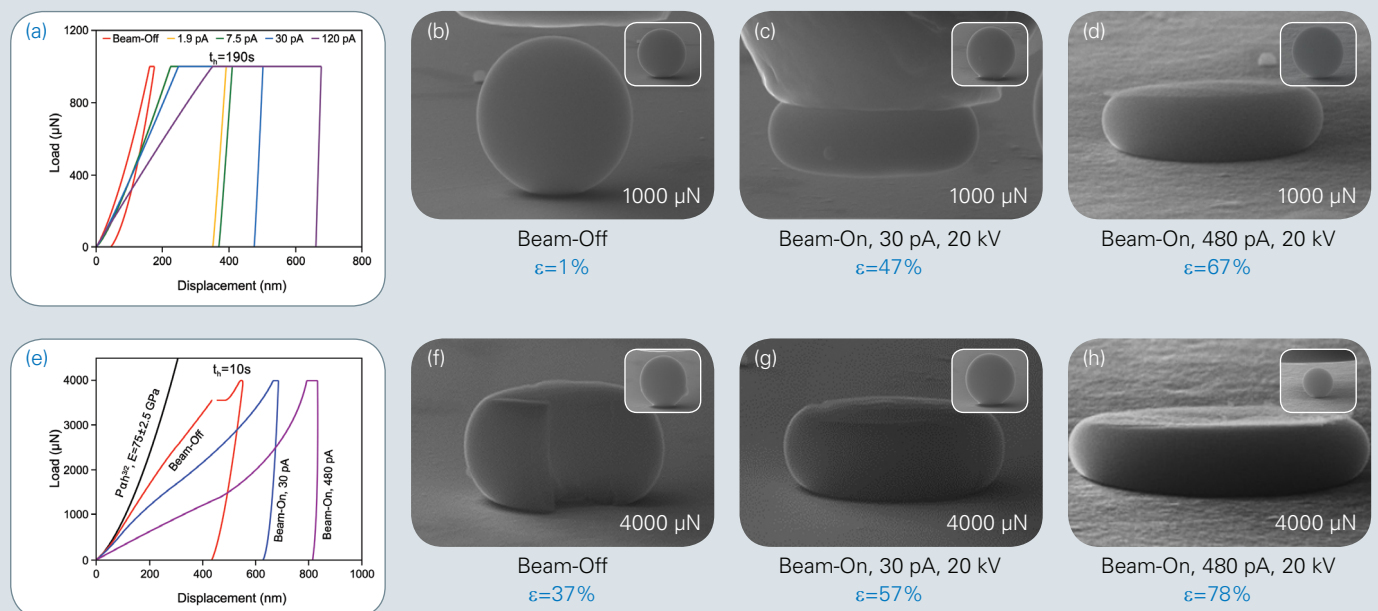 (a)
1200
800
400
0
Load (µN)
Beam-Off 1.9 pA 7.5 pA 30 pA 120 pA
tₕ=190s
0 200 400 600 800
Displacement (nm)
(b)
1000 µN
Beam-Off
ε=1%
(c)
1000 µN
Beam-On, 30 pA, 20 kV
ε=47%
(d)
1000 µN
Beam-On, 480 pA, 20 kV
ε=67%
(e)
4000
3000
2000
1000
0
Load (µN)
tₕ=10s
Pαh³ᐟ², E=75±2.5 GPa
Beam-Off
Beam-On, 30 pA
Beam-On, 480 pA
0 200 400 600 800 1000
Displacement (nm)
(f)
4000 µN
Beam-Off
ε=37%
(g)
4000 µN
Beam-On, 30 pA, 20 kV
ε=57%
(h)
4000 µN
Beam-On, 480 pA, 20 kV
ε=78%